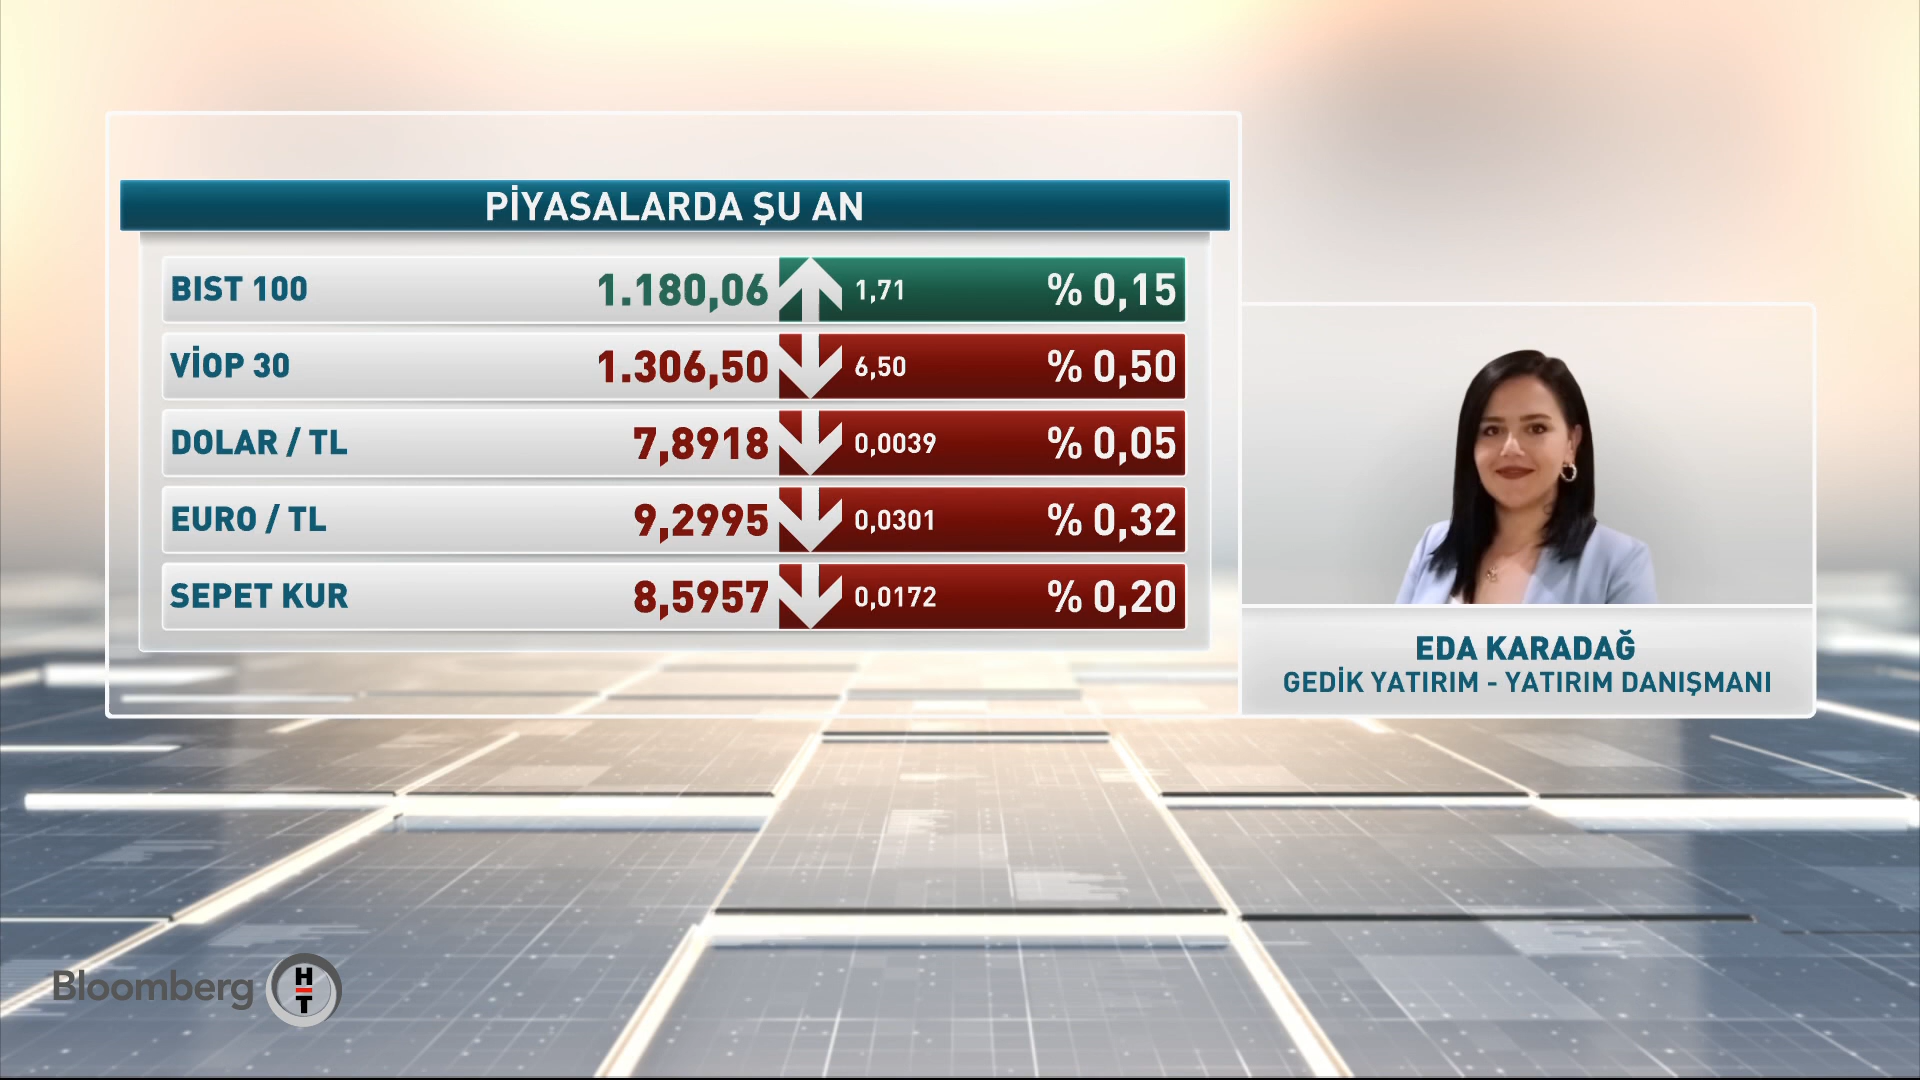 PİYASALARDA ŞU AN
BIST 100 1.180,06 1,71 % 0,15
VİOP 30 1.306,50 6,50 % 0,50
DOLAR / TL 7,8918 0,0039 % 0,05
EURO / TL 9,2995 0,0301 % 0,32
SEPET KUR 8,5957 0,0172 % 0,20
EDA KARADAĞ
GEDİK YATIRIM - YATIRIM DANIŞMANI
Bloomberg HT